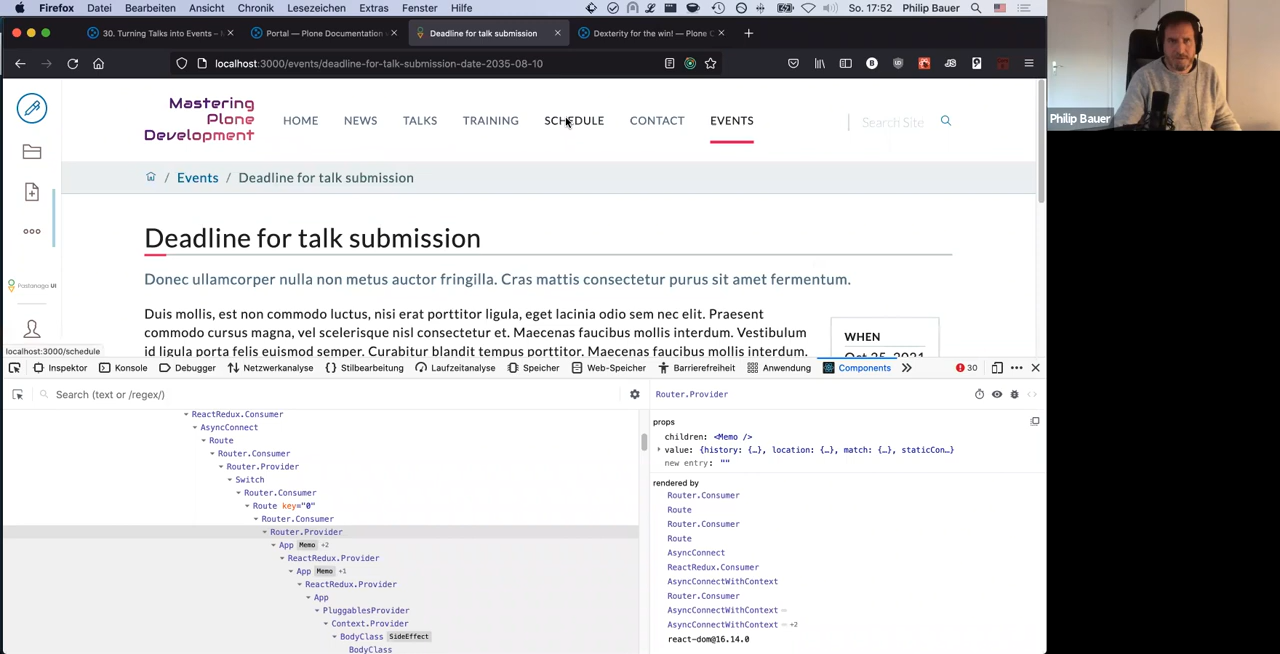 Firefox Datei Bearbeiten Ansicht Chronik Lesezeichen Extras Fenster Hilfe So. 17:52 Philip Bauer
30. Turning Talks into Events – Portal — Plone Documentation Deadline for talk submission Dexterity for the win! — Plone C
localhost:3000/events/deadline-for-talk-submission-date-2035-08-10
Mastering
Plone
Development
HOME NEWS TALKS TRAINING SCHEDULE CONTACT EVENTS Search Site
Philip Bauer
/ Events / Deadline for talk submission
Deadline for talk submission
Donec ullamcorper nulla non metus auctor fringilla. Cras mattis consectetur purus sit amet fermentum.
Duis mollis, est non commodo luctus, nisi erat porttitor ligula, eget lacinia odio sem nec elit. Praesent
commodo cursus magna, vel scelerisque nisl consectetur et. Maecenas faucibus mollis interdum. Vestibulum
id ligula porta felis euismod semper. Curabitur blandit tempus porttitor. Maecenas faucibus mollis interdum.
WHEN
Oct 25, 2021
Pastanaga UI
localhost:3000/schedule
Inspektor Konsole Debugger Netzwerkanalyse Stilbearbeitung Laufzeitanalyse Speicher Web-Speicher Barrierefreiheit Anwendung Components 30
Search (text or /regex/)
ReactRedux.Consumer
AsyncConnect
Route
Router.Consumer
Router.Provider
Switch
Router.Consumer
Route key="0"
Router.Consumer
Router.Provider
App Memo +2
ReactRedux.Provider
App Memo +1
ReactRedux.Provider
App
PluggablesProvider
Context.Provider
BodyClass SideEffect
BodyClass
Router.Provider
props
children: <Memo />
value: {history: {…}, location: {…}, match: {…}, staticCon…}
new entry: ""
rendered by
Router.Consumer
Route
Router.Consumer
Route
AsyncConnect
ReactRedux.Consumer
AsyncConnectWithContext
Router.Consumer
AsyncConnectWithContext
AsyncConnectWithContext +2
react-dom@16.14.0